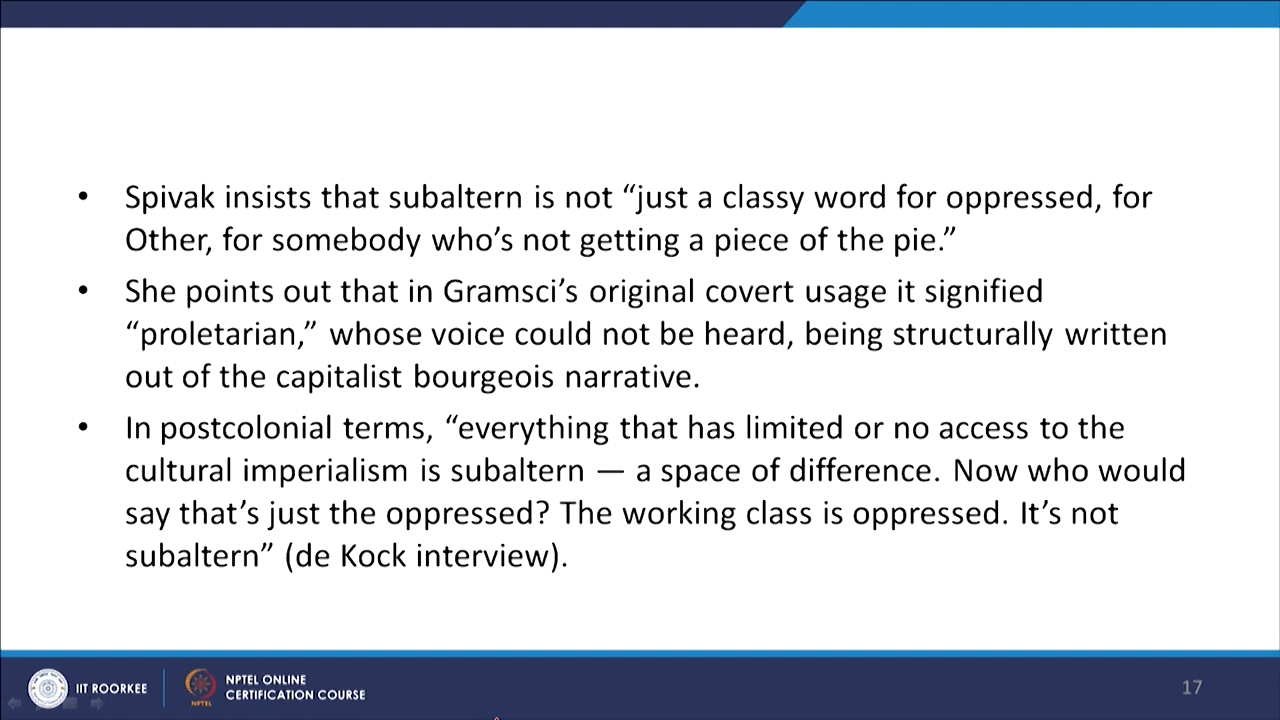 • Spivak insists that subaltern is not “just a classy word for oppressed, for
Other, for somebody who’s not getting a piece of the pie.”
• She points out that in Gramsci’s original covert usage it signified
“proletarian,” whose voice could not be heard, being structurally written
out of the capitalist bourgeois narrative.
• In postcolonial terms, “everything that has limited or no access to the
cultural imperialism is subaltern — a space of difference. Now who would
say that’s just the oppressed? The working class is oppressed. It’s not
subaltern” (de Kock interview).
IIT ROORKEE
NPTEL
NPTEL ONLINE
CERTIFICATION COURSE
17